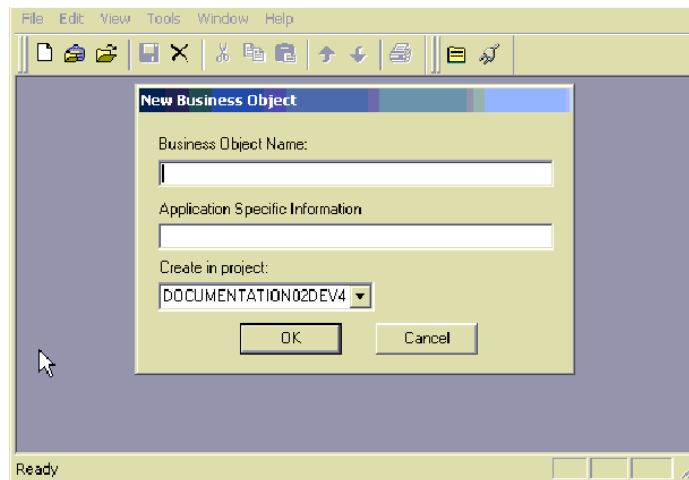 File Edit View Tools Window Help
New Business Object
Business Object Name:
Application Specific Information
Create in project:
DOCUMENTATION02DEV4
OK Cancel
Ready